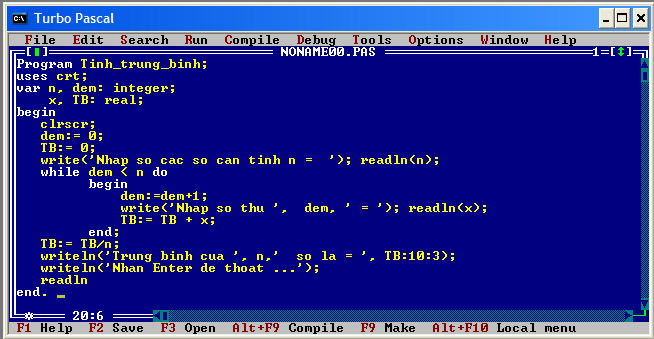 Turbo Pascal
File Edit Search Run Compile Debug Tools Options Window Help
[■] NONAME00.PAS 1=[↕]
Program Tinh_trung_binh;
uses crt;
var n, dem: integer;
x, TB: real;
begin
clrscr;
dem:= 0;
TB:= 0;
write('Nhap so cac so can tinh n =  '); readln(n);
while dem < n do
begin
dem:=dem+1;
write('Nhap so thu ',  dem, ' = '); readln(x);
TB:= TB + x;
end;
TB:= TB/n;
writeln('Trung binh cua ', n,'  so la = ', TB:10:3);
writeln('Nhan Enter de thoat ...');
readln
end. _
20:6
F1 Help F2 Save F3 Open Alt+F9 Compile F9 Make Alt+F10 Local menu